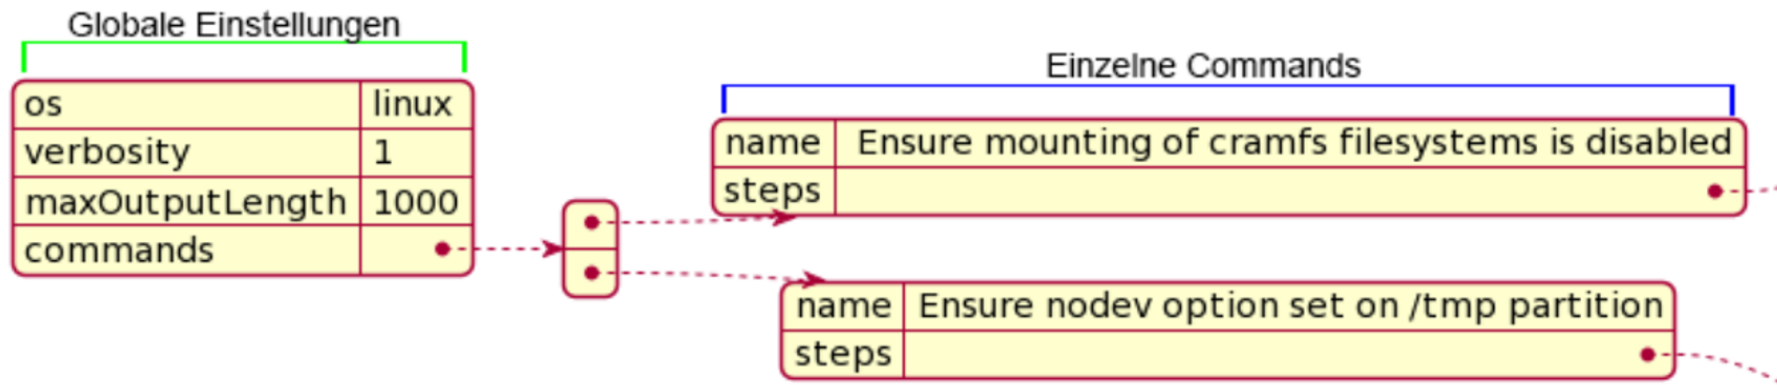 Globale Einstellungen
os linux
verbosity 1
maxOutputLength 1000
commands
Einzelne Commands
name Ensure mounting of cramfs filesystems is disabled
steps
name Ensure nodev option set on /tmp partition
steps